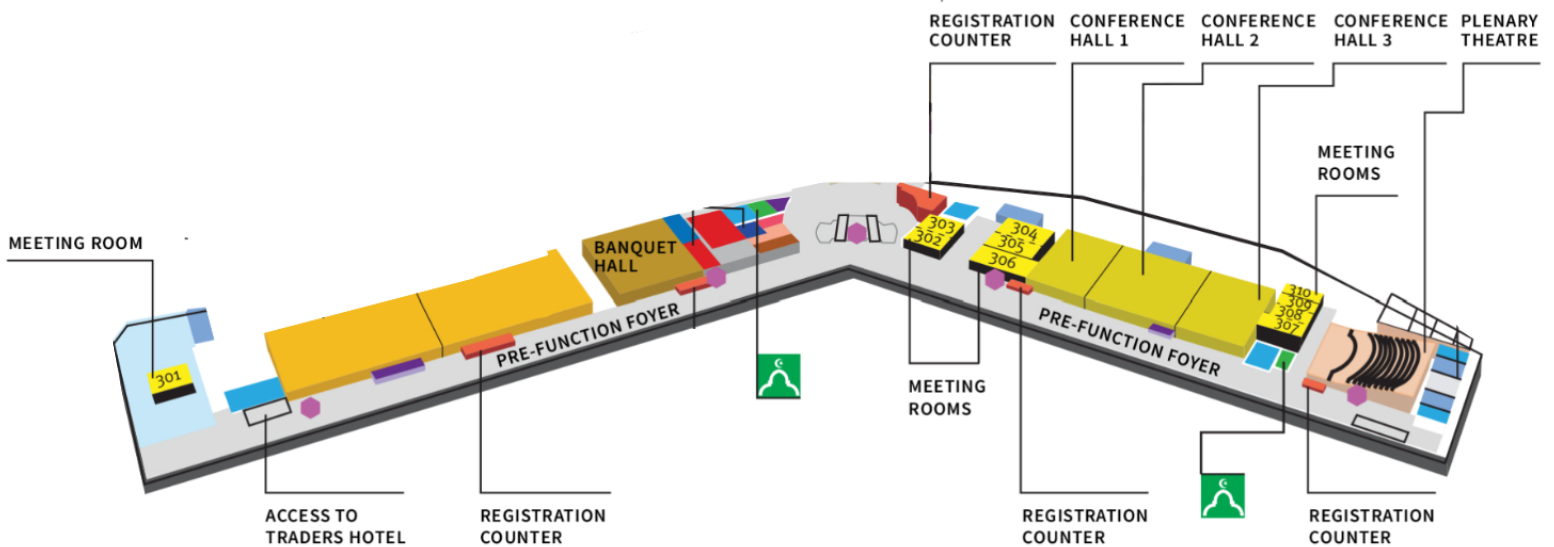 REGISTRATION
COUNTER
CONFERENCE
HALL 1
CONFERENCE
HALL 2
CONFERENCE
HALL 3
PLENARY
THEATRE
MEETING
ROOMS
MEETING ROOM
BANQUET
HALL
303
302
304
305
306
310
309
308
307
301
PRE-FUNCTION FOYER
PRE-FUNCTION FOYER
MEETING
ROOMS
ACCESS TO
TRADERS HOTEL
REGISTRATION
COUNTER
REGISTRATION
COUNTER
REGISTRATION
COUNTER